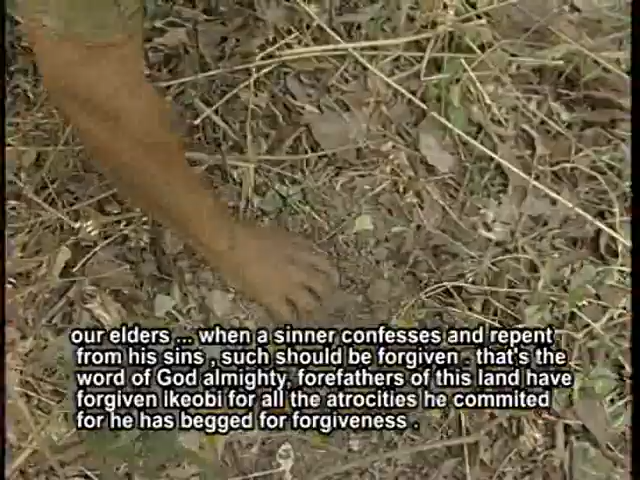 our elders ... when a sinner confesses and repent
from his sins , such should be forgiven . that's the
word of God almighty, forefathers of this land have
forgiven ikeobi for all the atrocities he commited
for he has begged for forgiveness .